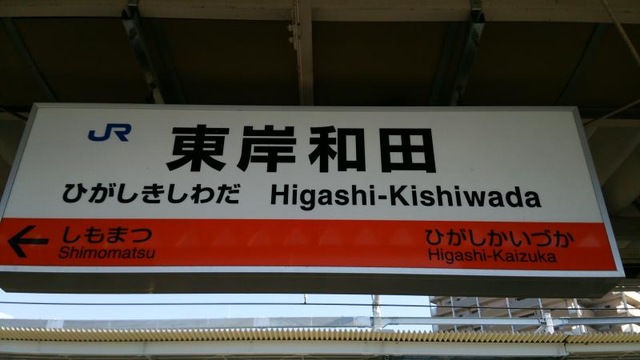 JR 東岸和田
ひがしきしわだ Higashi-Kishiwada
しもまつ ひがしかいづか
Shimomatsu Higashi-Kaizuka